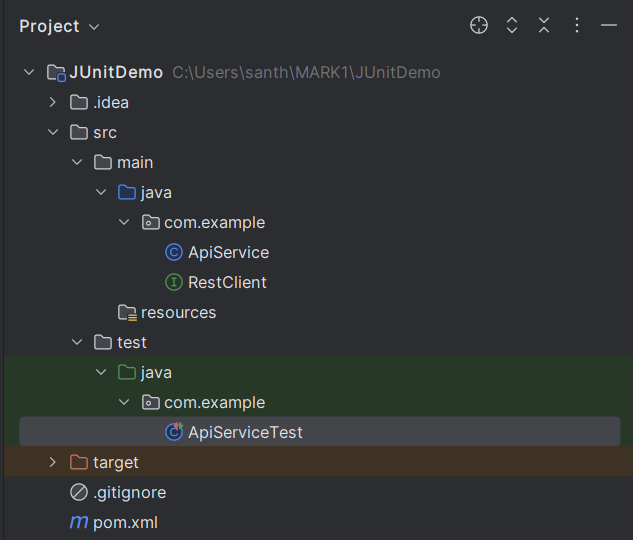 Project
JUnitDemo C:\Users\santh\MARK1\JUnitDemo
.idea
src
main
java
com.example
ApiService
RestClient
resources
test
java
com.example
ApiServiceTest
target
.gitignore
pom.xml